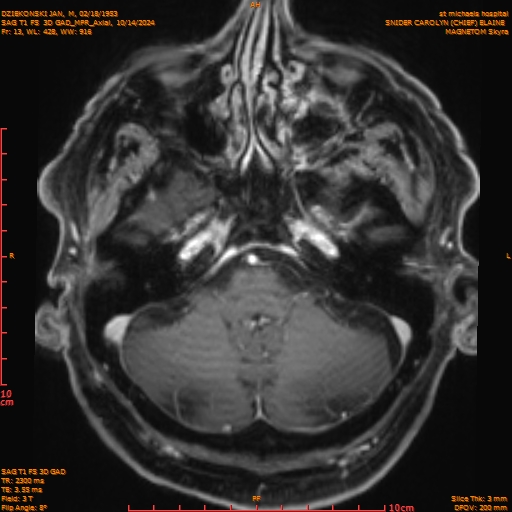 DZIEKONSKI JAN, M, 02/18/1953
SAG T1 FS 3D GAD_MPR_Axial, 10/14/2024
Fr: 13, WL: 428, WW: 916
AH
st michaels hospital
SNIDER CAROLYN (CHIEF) ELAINE
MAGNETOM Skyra
R
L
10
cm
SAG T1 FS 3D GAD
TR: 2300 ms
TE: 3.55 ms
Field: 3 T
Flip Angle: 8°
PF
10cm
Slice Thk: 3 mm
DFOV: 200 mm